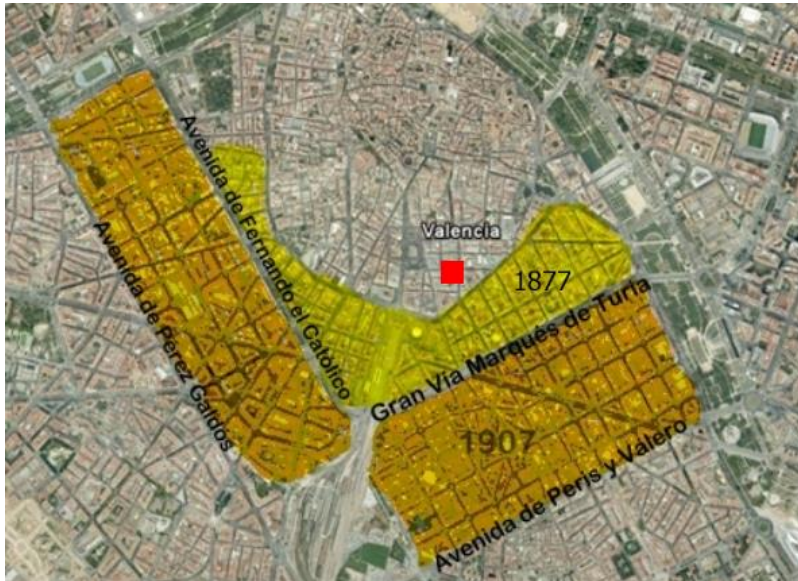 Avenida de Fernando el Católico
Avenida de Perez Galdos
Valencia
1877
Gran Vía Marqués de Turia
1907
Avenida de Peris y Valero